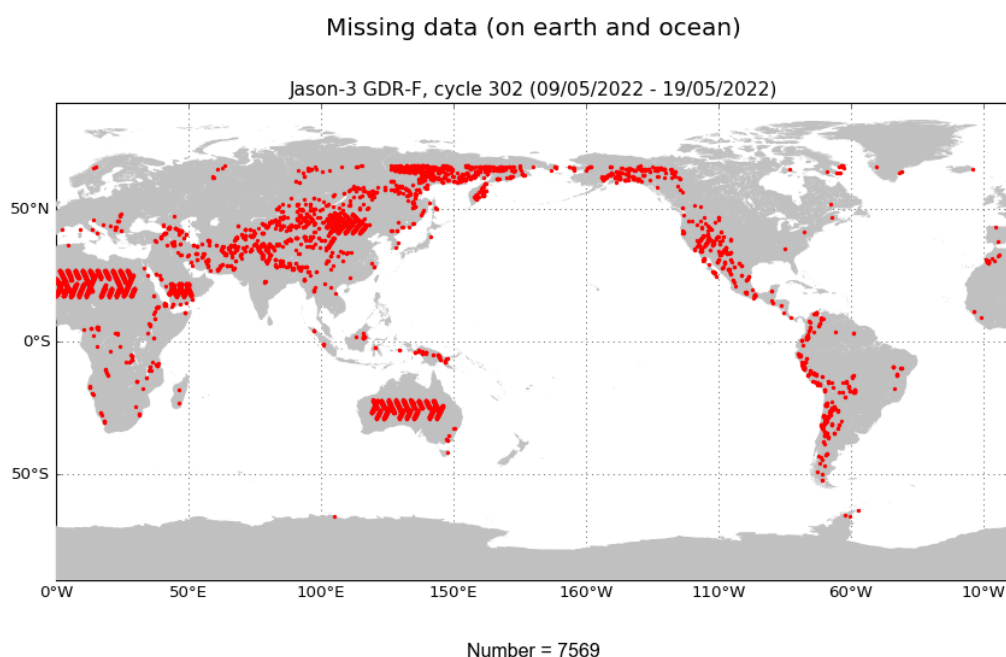 Missing data (on earth and ocean)
Jason-3 GDR-F, cycle 302 (09/05/2022 - 19/05/2022)
50°N
0°S
50°S
0°W 50°E 100°E 150°E 160°W 110°W 60°W 10°W
Number = 7569